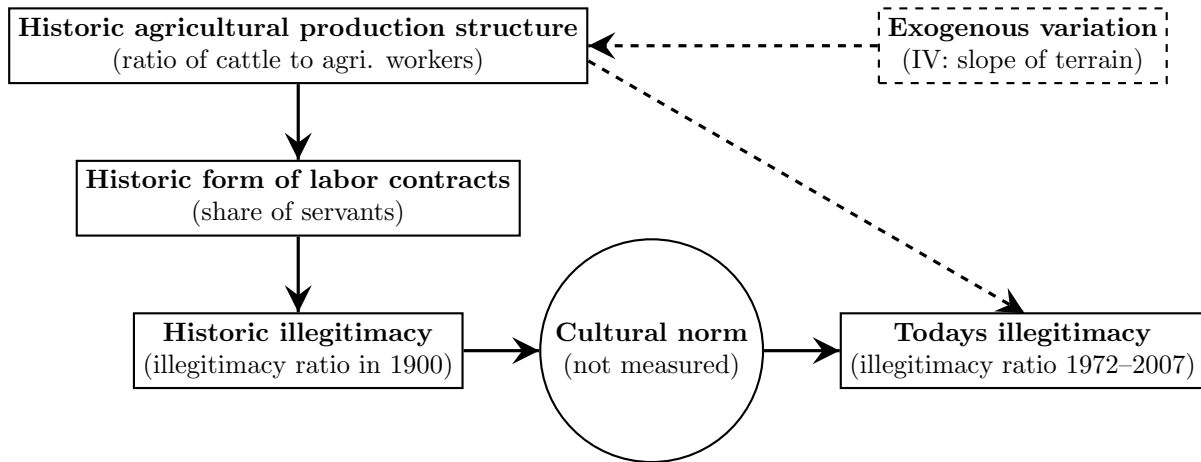 Historic agricultural production structure
(ratio of cattle to agri. workers)
Exogenous variation
(IV: slope of terrain)
Historic form of labor contracts
(share of servants)
Historic illegitimacy
(illegitimacy ratio in 1900)
Cultural norm
(not measured)
Todays illegitimacy
(illegitimacy ratio 1972–2007)